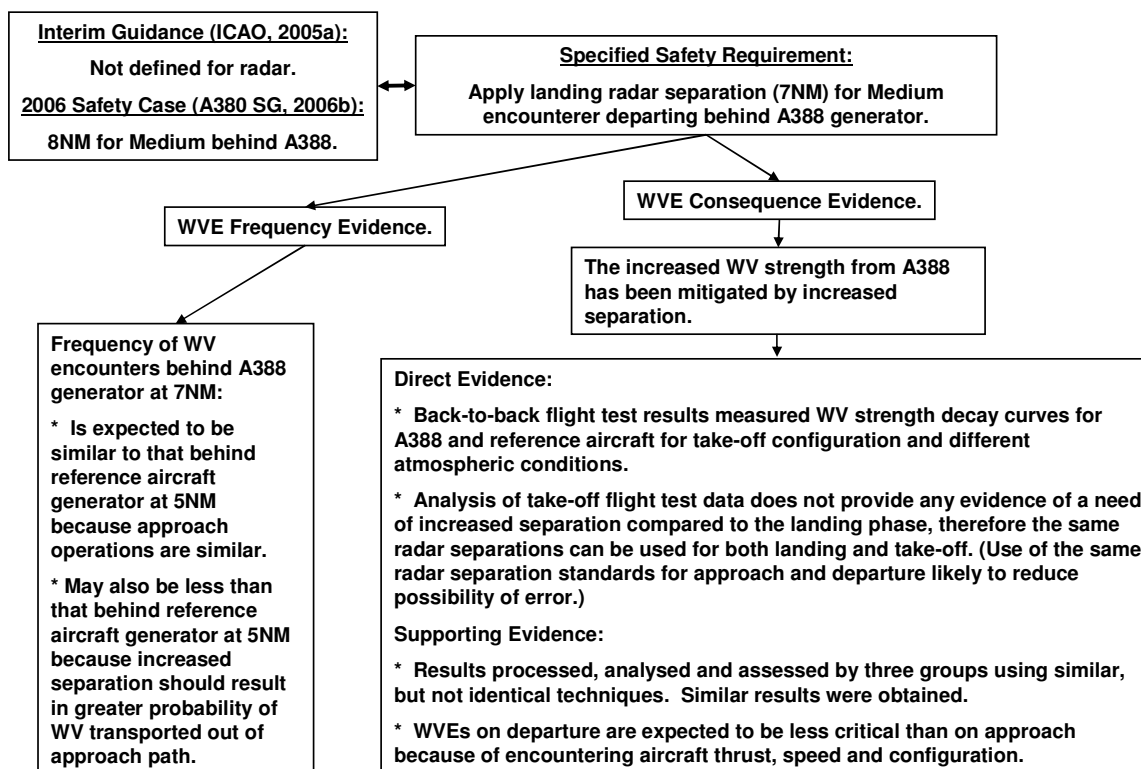 Interim Guidance (ICAO, 2005a):
Not defined for radar.
2006 Safety Case (A380 SG, 2006b):
8NM for Medium behind A388.
Specified Safety Requirement:
Apply landing radar separation (7NM) for Medium
encounterer departing behind A388 generator.
WVE Frequency Evidence.
WVE Consequence Evidence.
The increased WV strength from A388
has been mitigated by increased
separation.
Frequency of WV
encounters behind A388
generator at 7NM:
* Is expected to be
similar to that behind
reference aircraft
generator at 5NM
because approach
operations are similar.
* May also be less than
that behind reference
aircraft generator at 5NM
because increased
separation should result
in greater probability of
WV transported out of
approach path.
Direct Evidence:
* Back-to-back flight test results measured WV strength decay curves for
A388 and reference aircraft for take-off configuration and different
atmospheric conditions.
* Analysis of take-off flight test data does not provide any evidence of a need
of increased separation compared to the landing phase, therefore the same
radar separations can be used for both landing and take-off. (Use of the same
radar separation standards for approach and departure likely to reduce
possibility of error.)
Supporting Evidence:
* Results processed, analysed and assessed by three groups using similar,
but not identical techniques. Similar results were obtained.
* WVEs on departure are expected to be less critical than on approach
because of encountering aircraft thrust, speed and configuration.